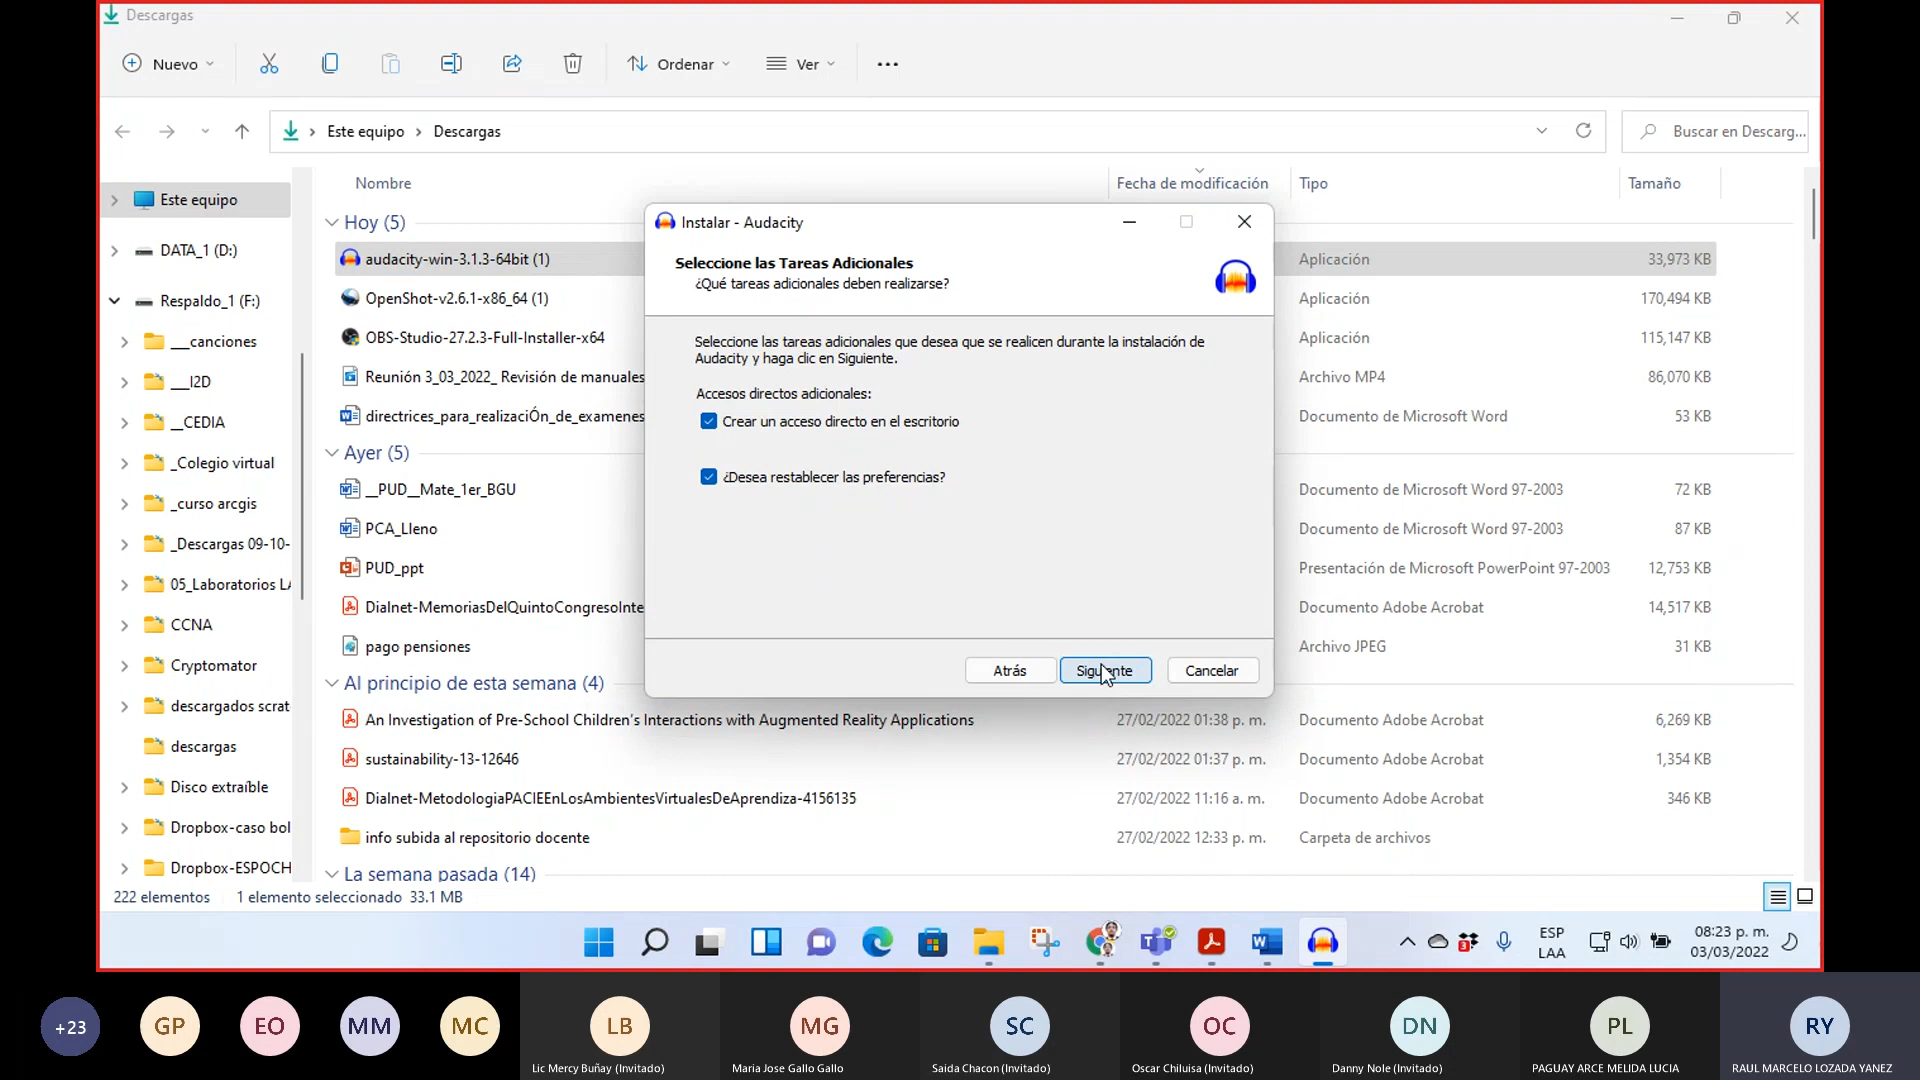 Descargas
Nuevo
Ordenar
Ver
Este equipo
Descargas
Buscar en Descarg...
Nombre
Fecha de modificación
Tipo
Tamaño
Este equipo
DATA_1 (D:)
Respaldo_1 (F:)
___canciones
___I2D
__CEDIA
_Colegio virtual
_curso arcgis
_Descargas 09-10-
05_Laboratorios LA
CCNA
Cryptomator
descargados scrat
descargas
Disco extraíble
Dropbox-caso bol
Dropbox-ESPOCH
Hoy (5)
audacity-win-3.1.3-64bit (1)
Aplicación
33,973 KB
OpenShot-v2.6.1-x86_64 (1)
Aplicación
170,494 KB
OBS-Studio-27.2.3-Full-Installer-x64
Aplicación
115,147 KB
Reunión 3_03_2022_ Revisión de manuales
Archivo MP4
86,070 KB
directrices_para_realizaciÓn_de_examenes
Documento de Microsoft Word
53 KB
Ayer (5)
__PUD__Mate_1er_BGU
Documento de Microsoft Word 97-2003
72 KB
PCA_Lleno
Documento de Microsoft Word 97-2003
87 KB
PUD_ppt
Presentación de Microsoft PowerPoint 97-2003
12,753 KB
Dialnet-MemoriasDelQuintoCongresoInte
Documento Adobe Acrobat
14,517 KB
pago pensiones
Archivo JPEG
31 KB
Al principio de esta semana (4)
An Investigation of Pre-School Children's Interactions with Augmented Reality Applications
27/02/2022 01:38 p. m.
Documento Adobe Acrobat
6,269 KB
sustainability-13-12646
27/02/2022 01:37 p. m.
Documento Adobe Acrobat
1,354 KB
Dialnet-MetodologiaPACIEEnLosAmbientesVirtualesDeAprendiza-4156135
27/02/2022 11:16 a. m.
Documento Adobe Acrobat
346 KB
info subida al repositorio docente
27/02/2022 12:33 p. m.
Carpeta de archivos
La semana pasada (14)
Instalar - Audacity
Seleccione las Tareas Adicionales
¿Qué tareas adicionales deben realizarse?
Seleccione las tareas adicionales que desea que se realicen durante la instalación de
Audacity y haga clic en Siguiente.
Accesos directos adicionales:
Crear un acceso directo en el escritorio
¿Desea restablecer las preferencias?
Atrás
Siguiente
Cancelar
222 elementos
1 elemento seleccionado 33.1 MB
ESP
LAA
08:23 p. m.
03/03/2022
+23
GP
EO
MM
MC
LB
MG
SC
OC
DN
PL
RY
Lic Mercy Buñay (Invitado)
Maria Jose Gallo Gallo
Saida Chacon (Invitado)
Oscar Chiluisa (Invitado)
Danny Nole (Invitado)
PAGUAY ARCE MELIDA LUCIA
RAUL MARCELO LOZADA YANEZ